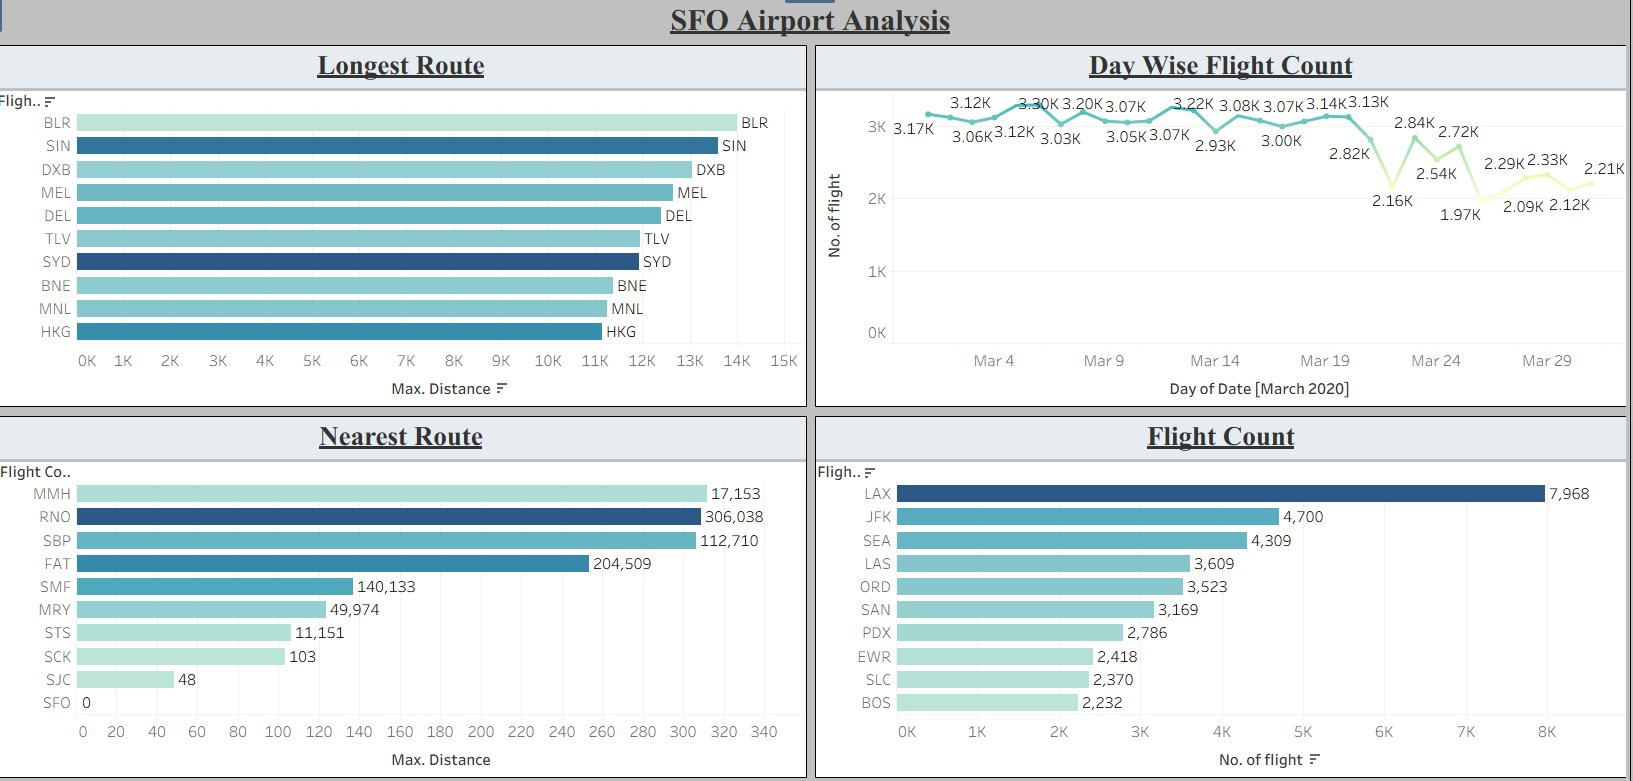 SFO Airport Analysis
Longest Route
Fligh..
BLR BLR
SIN SIN
DXB DXB
MEL MEL
DEL DEL
TLV TLV
SYD SYD
BNE BNE
MNL MNL
HKG HKG
0K 1K 2K 3K 4K 5K 6K 7K 8K 9K 10K 11K 12K 13K 14K 15K
Max. Distance
Day Wise Flight Count
No. of flight
3K
2K
1K
0K
3.17K 3.12K 3.06K 3.12K 3.30K 3.03K 3.20K 3.07K 3.05K 3.07K 3.22K 2.93K 3.08K 3.07K 3.00K 3.14K 3.13K 2.82K 2.16K 2.84K 2.54K 2.72K 1.97K 2.09K 2.29K 2.33K 2.12K 2.21K
Mar 4 Mar 9 Mar 14 Mar 19 Mar 24 Mar 29
Day of Date [March 2020]
Nearest Route
Flight Co..
MMH 17,153
RNO 306,038
SBP 112,710
FAT 204,509
SMF 140,133
MRY 49,974
STS 11,151
SCK 103
SJC 48
SFO 0
0 20 40 60 80 100 120 140 160 180 200 220 240 260 280 300 320 340
Max. Distance
Flight Count
Fligh..
LAX 7,968
JFK 4,700
SEA 4,309
LAS 3,609
ORD 3,523
SAN 3,169
PDX 2,786
EWR 2,418
SLC 2,370
BOS 2,232
0K 1K 2K 3K 4K 5K 6K 7K 8K
No. of flight